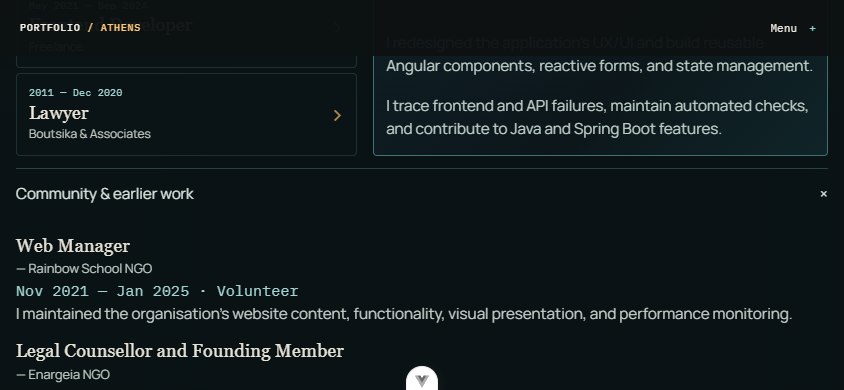 PORTFOLIO / ATHENS
Menu +
Freelance
I redesigned the application's UX/UI and build reusable
Angular components, reactive forms, and state management.
I trace frontend and API failures, maintain automated checks,
and contribute to Java and Spring Boot features.
2011 — Dec 2020
Lawyer
Boutsika & Associates
Community & earlier work
×
Web Manager
— Rainbow School NGO
Nov 2021 — Jan 2025 · Volunteer
I maintained the organisation's website content, functionality, visual presentation, and performance monitoring.
Legal Counsellor and Founding Member
— Enargeia NGO